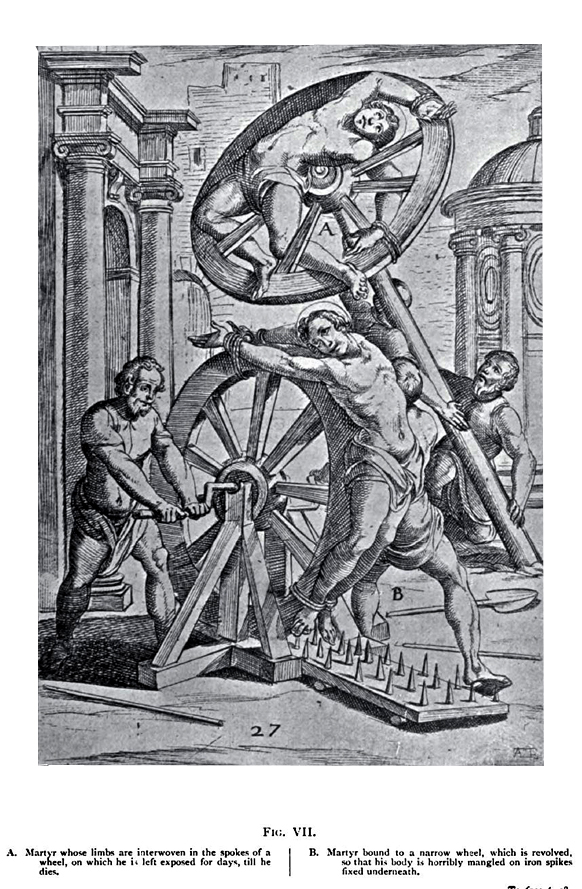 A
B
27
FIG. VII.
A. Martyr whose limbs are interwoven in the spokes of a
wheel, on which he is left exposed for days, till he
dies.
B. Martyr bound to a narrow wheel, which is revolved,
so that his body is horribly mangled on iron spikes
fixed underneath.